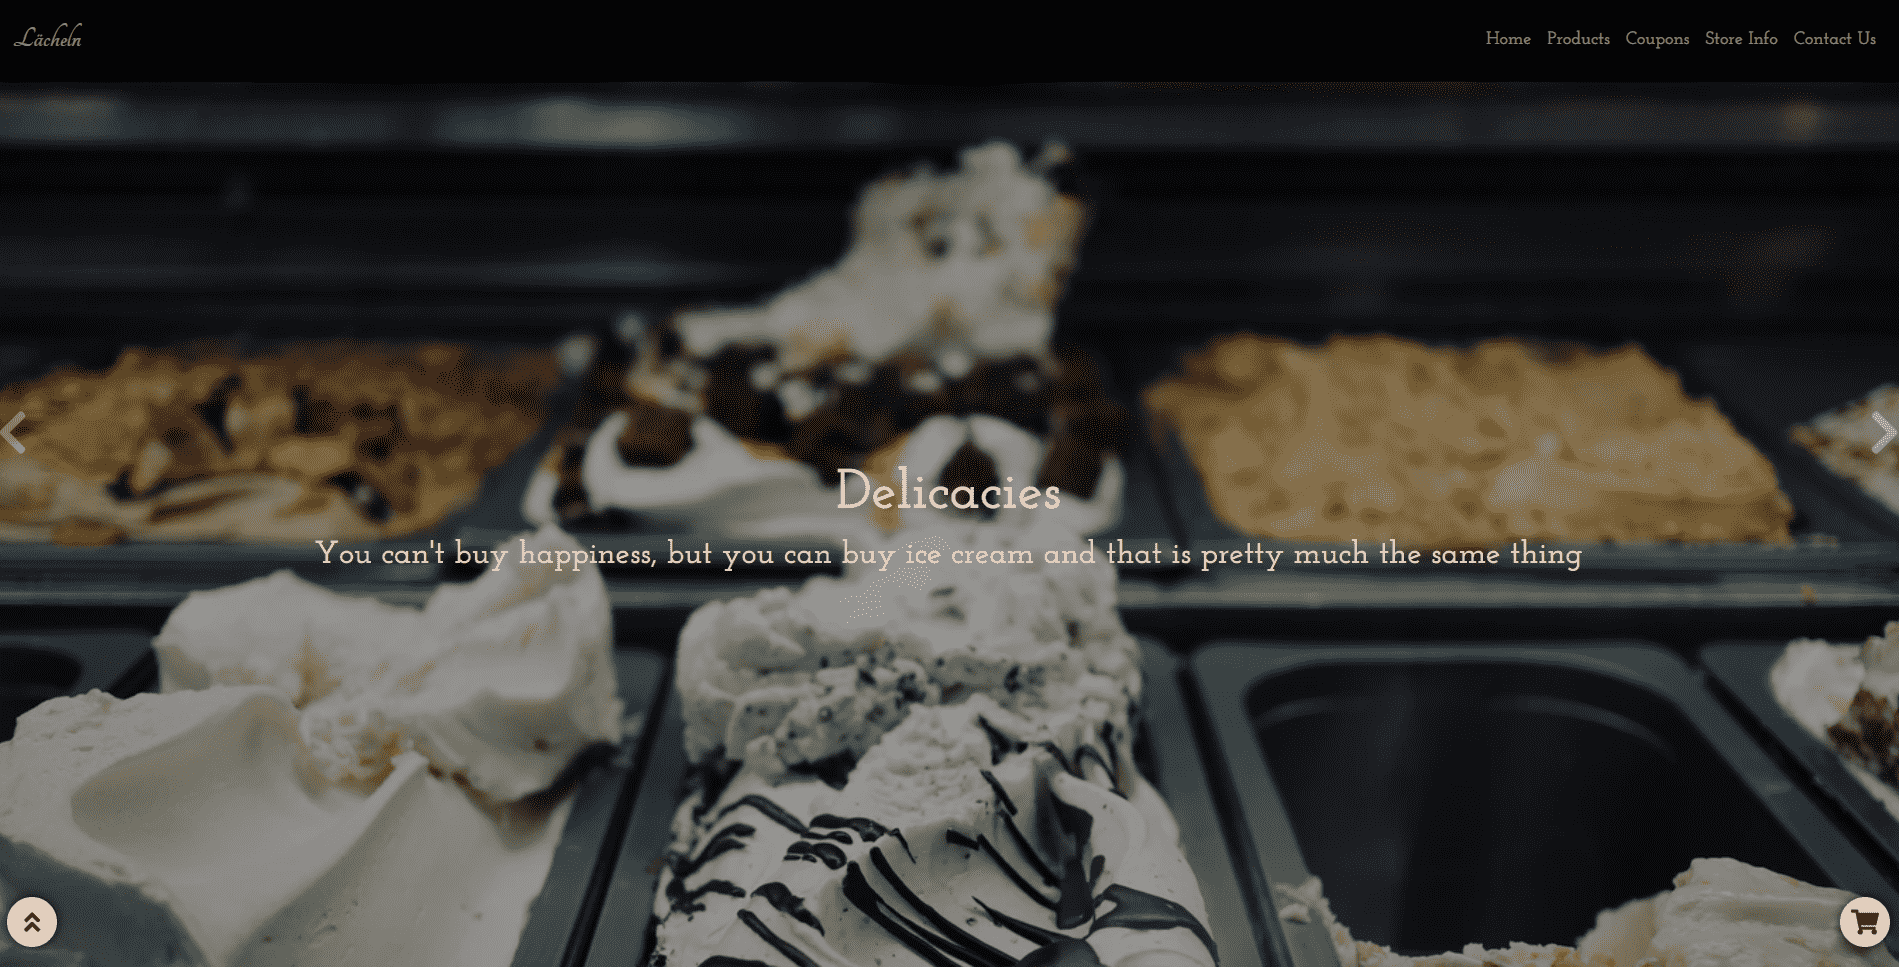 Lächeln
Home Products Coupons Store Info Contact Us
Delicacies
You can't buy happiness, but you can buy ice cream and that is pretty much the same thing